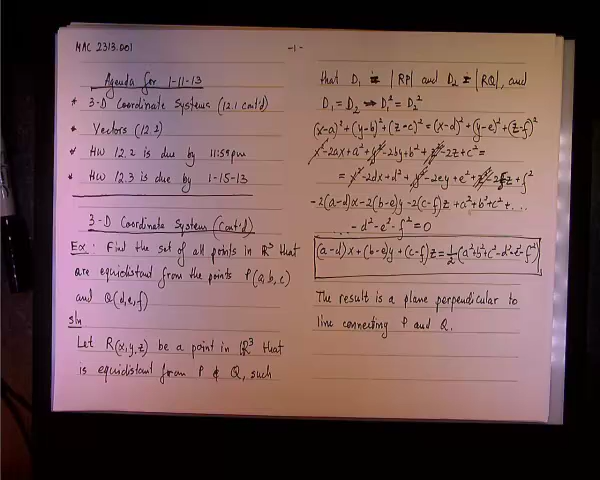 MAC 2313.001
-1-
Agenda for 1-11-13
* 3-D Coordinate Systems (12.1 cont'd)
* Vectors (12.2)
* HW 12.2 is due by 11:59pm
* HW 12.3 is due by 1-15-13
3-D Coordinate System (Cont'd)
Ex: Find the set of all points in ℝ³ that
are equidistant from the points P(a,b,c)
and Q(d,e,f)
sln
Let R(x,y,z) be a point in ℝ³ that
is equidistant from P & Q, such
that D₁ = |RP| and D₂ = |RQ|, and
D₁ = D₂ ⇒ D₁² = D₂²
(x-a)²+(y-b)²+(z-c)² = (x-d)²+(y-e)²+(z-f)²
x²-2ax+a²+y²-2by+b²+z²-2z+c²=
= x²-2dx+d²+y²-2ey+e²+z²-2fz+f²
-2(a-d)x-2(b-e)y-2(c-f)z+a²+b²+c²+...
...-d²-e²-f²=0
(a-d)x+(b-e)y+(c-f)z=½(a²+b²+c²-d²-e²-f²)
The result is a plane perpendicular to
line connecting P and Q.